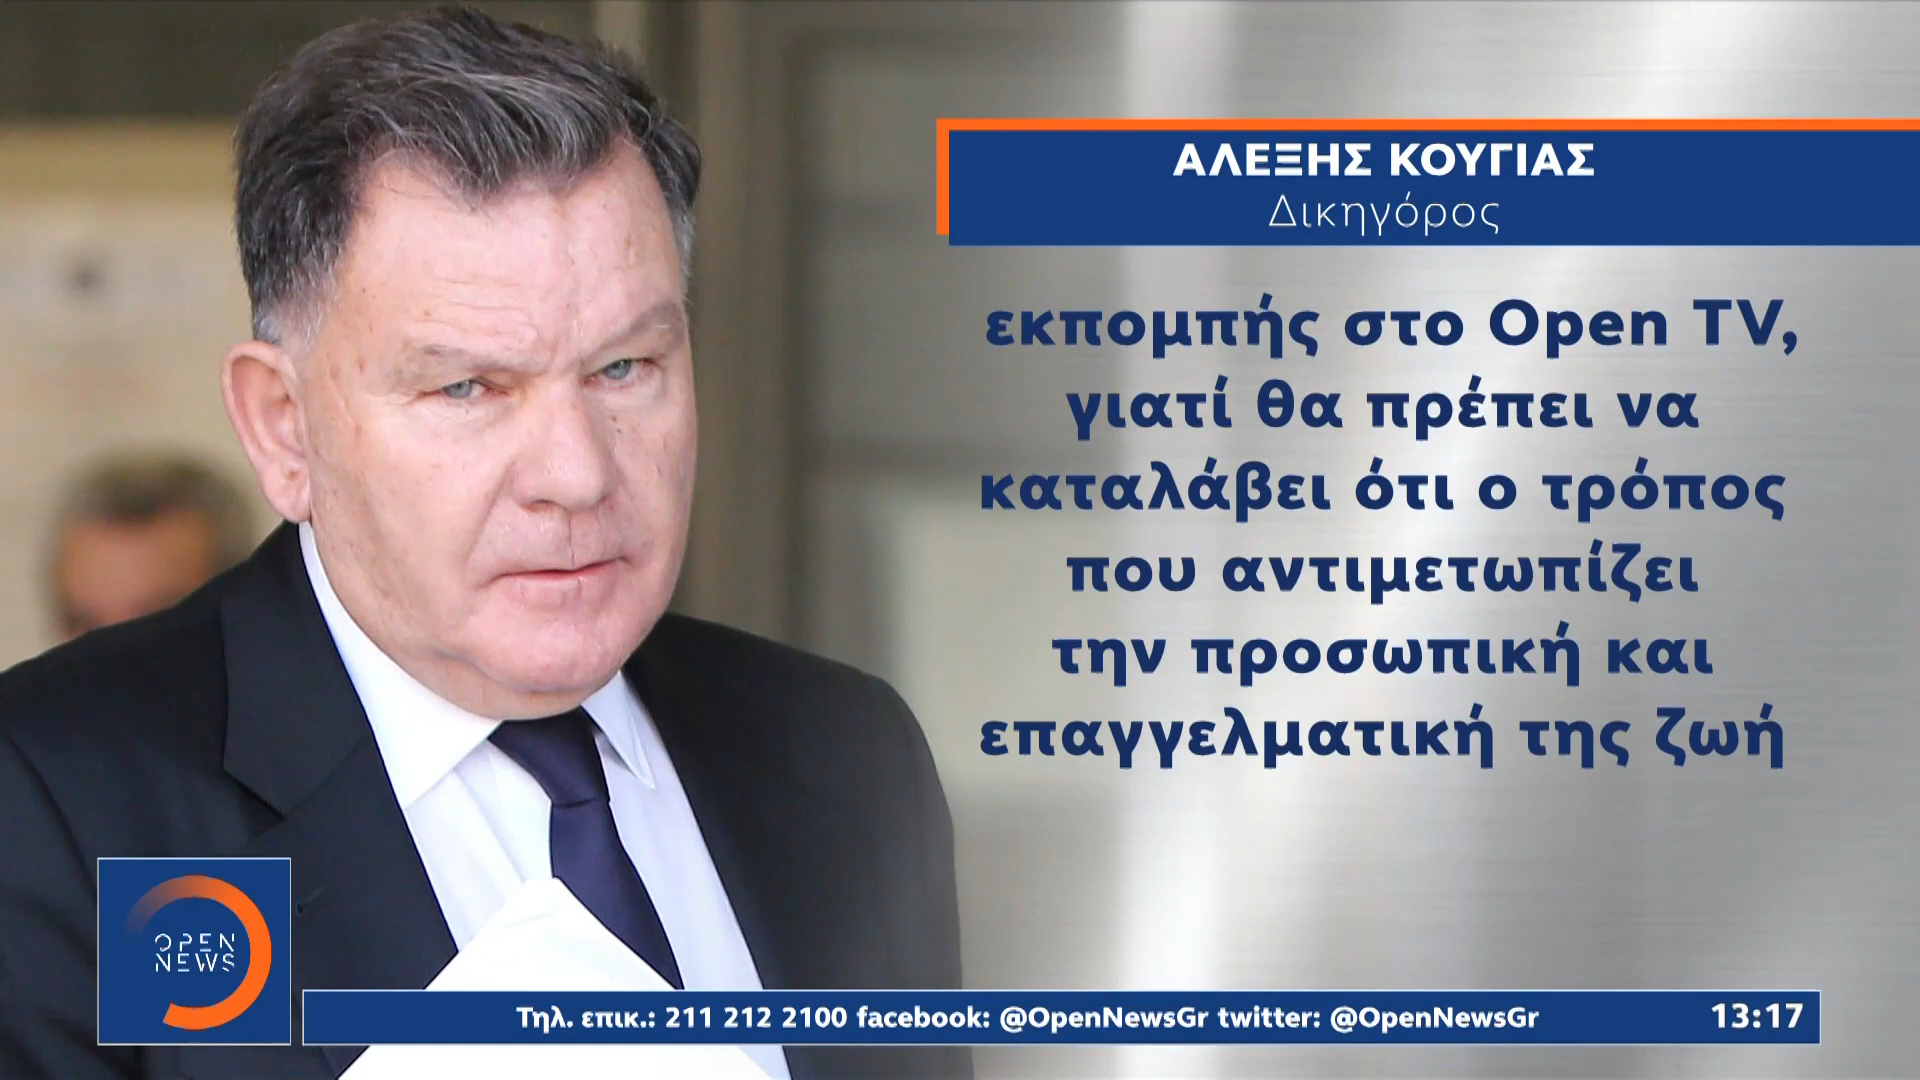 ΑΛΕΞΗΣ ΚΟΥΓΙΑΣ
Δικηγόρος
εκπομπής στο Open TV,
γιατί θα πρέπει να
καταλάβει ότι ο τρόπος
που αντιμετωπίζει
την προσωπική και
επαγγελματική της ζωή
OPEN
NEWS
Τηλ. επικ.: 211 212 2100 facebook: @OpenNewsGr twitter: @OpenNewsGr
13:17